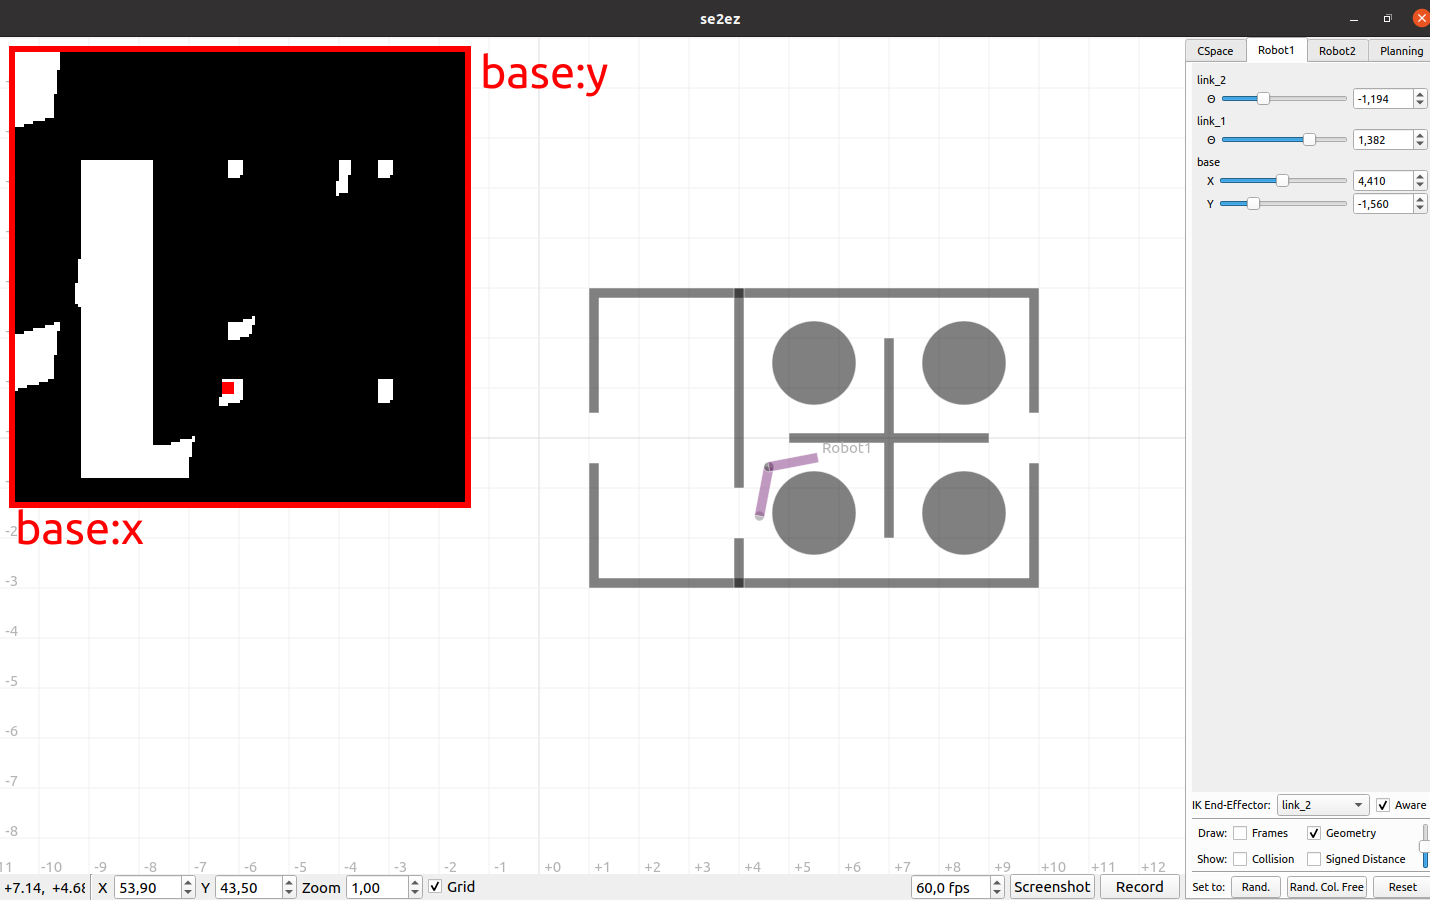 se2ez
base:y
base:x
Robot1
-2
-3
-4
-5
-6
-7
-8
11 -10 -9 -8 -7 -6 -5 -4 -3 -2 -1 +0 +1 +2 +3 +4 +5 +6 +7 +8 +9 +10 +11 +12
CSpace Robot1 Robot2 Planning
link_2
Θ -1,194
link_1
Θ 1,382
base
X 4,410
Y -1,560
IK End-Effector: link_2 Aware
Draw: Frames Geometry
Show: Collision Signed Distance
Set to: Rand. Rand. Col. Free Reset
+7.14, +4.68 X 53,90 Y 43,50 Zoom 1,00 Grid 60,0 fps Screenshot Record